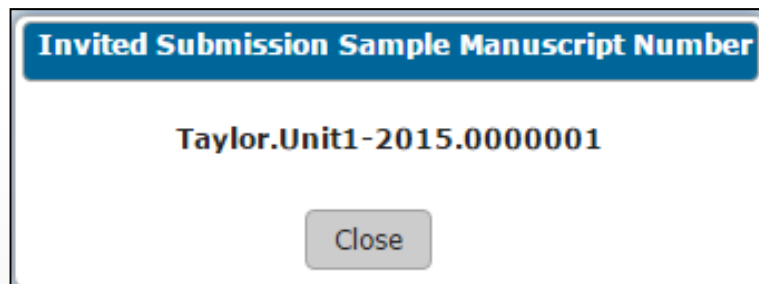 Invited Submission Sample Manuscript Number
Taylor.Unit1-2015.0000001
Close